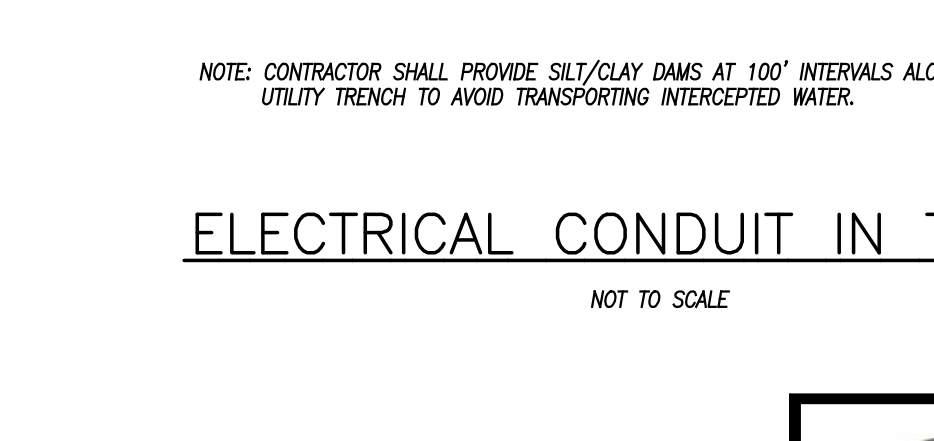 NOTE: CONTRACTOR SHALL PROVIDE SILT/CLAY DAMS AT 100' INTERVALS
UTILITY TRENCH TO AVOID TRANSPORTING INTERCEPTED WATER.
ELECTRICAL CONDUIT IN
NOT TO SCALE